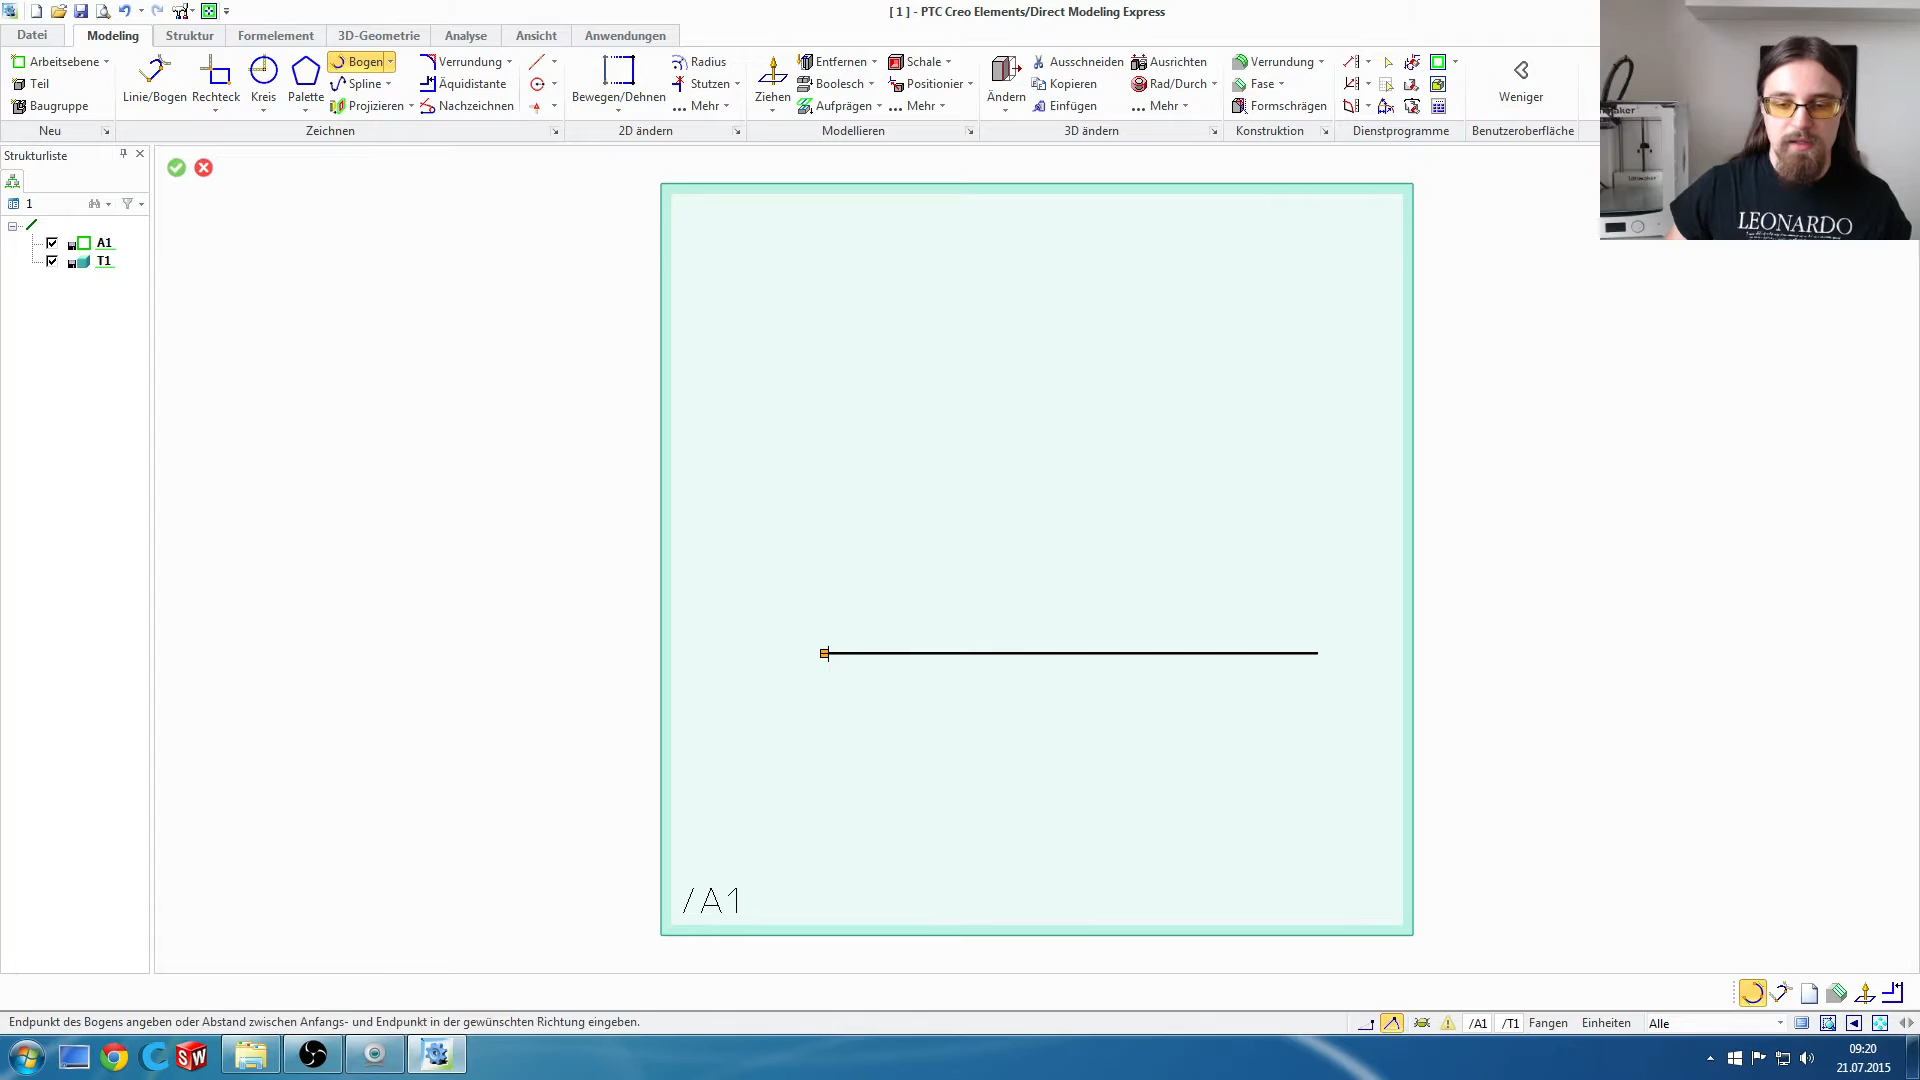 [ 1 ] - PTC Creo Elements/Direct Modeling Express
Datei Modeling Struktur Formelement 3D-Geometrie Analyse Ansicht Anwendungen
Arbeitsebene
Teil
Baugruppe
Neu
Linie/Bogen
Rechteck
Kreis
Palette
Bogen
Spline
Projizieren
Verrundung
Äquidistante
Nachzeichnen
Zeichnen
Bewegen/Dehnen
Radius
Stutzen
Mehr
2D ändern
Ziehen
Entfernen
Boolesch
Aufprägen
Schale
Positionier
Mehr
Modellieren
Ändern
Ausschneiden
Kopieren
Einfügen
Ausrichten
Rad/Durch
Mehr
3D ändern
Verrundung
Fase
Formschrägen
Konstruktion
Dienstprogramme
Weniger
Benutzeroberfläche
Strukturliste
1
A1
T1
/A1
LEONARDO
Endpunkt des Bogens angeben oder Abstand zwischen Anfangs- und Endpunkt in der gewünschten Richtung eingeben.
/A1 /T1 Fangen Einheiten Alle
SW
09:20
21.07.2015